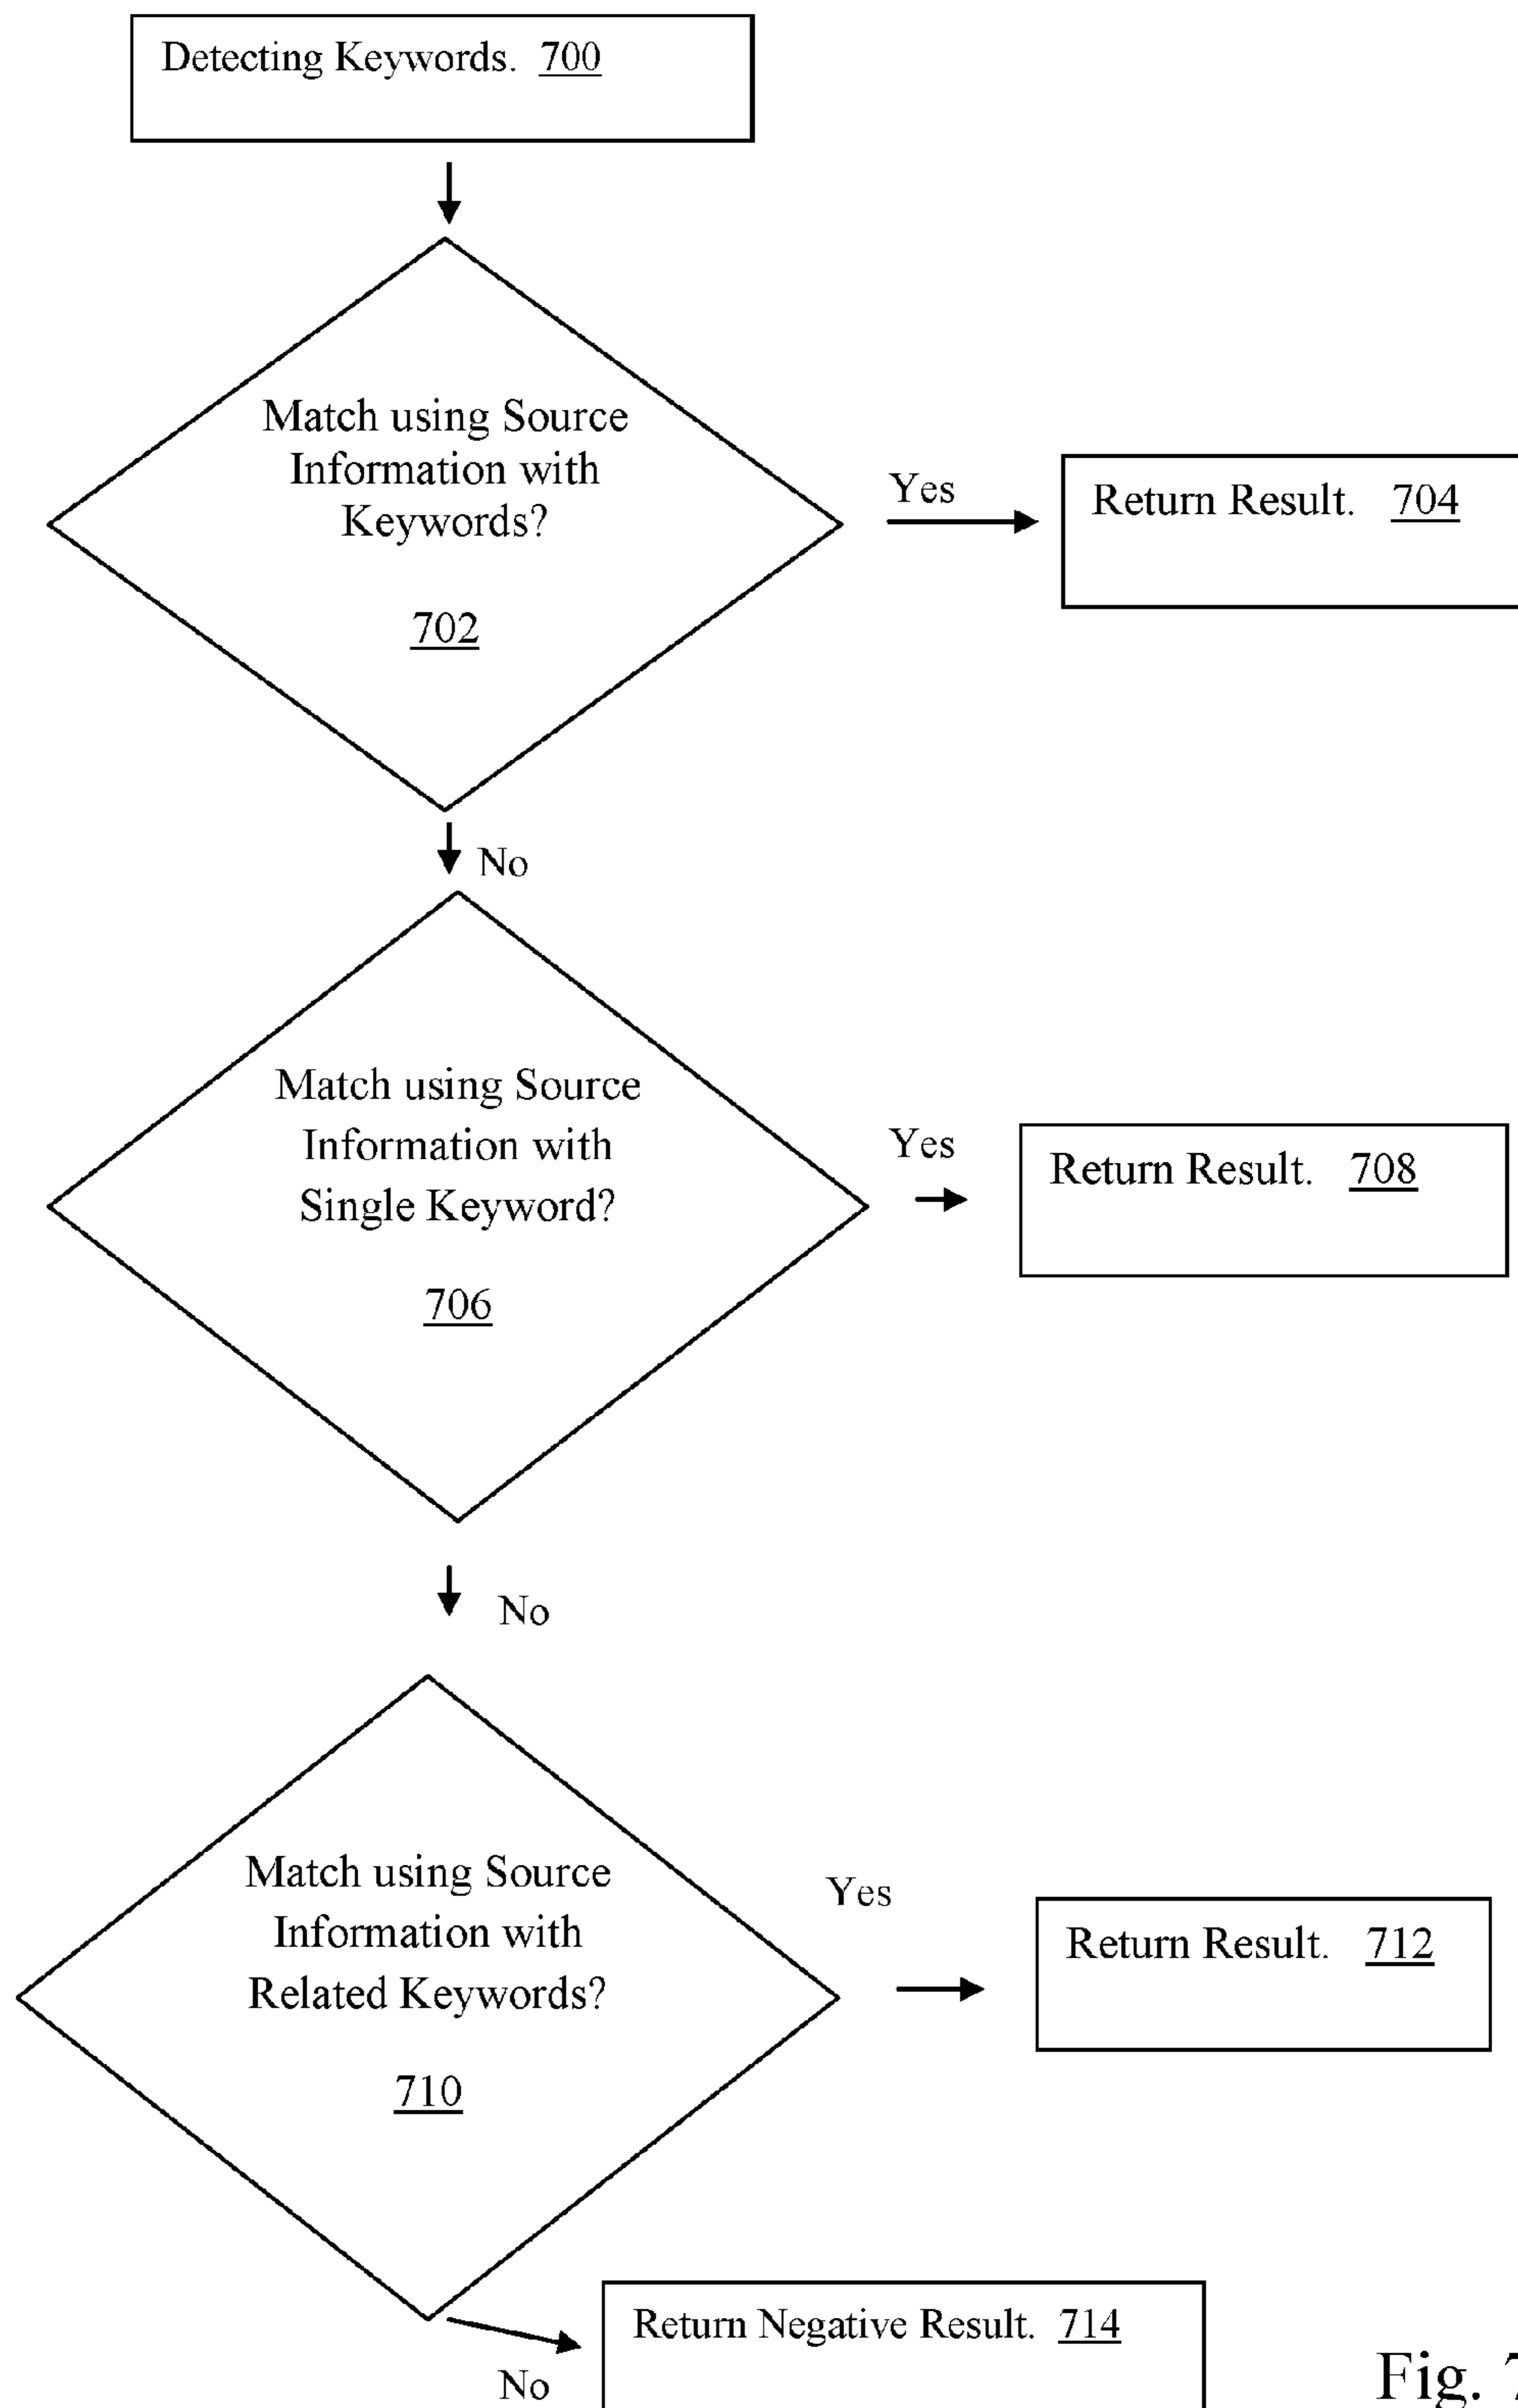 Detecting Keywords. 700
Match using Source
Information with
Keywords?
702
Yes
Return Result. 704
No
Match using Source
Information with
Single Keyword?
706
Yes
Return Result. 708
No
Match using Source
Information with
Related Keywords?
710
Yes
Return Result. 712
No
Return Negative Result. 714
Fig. 7